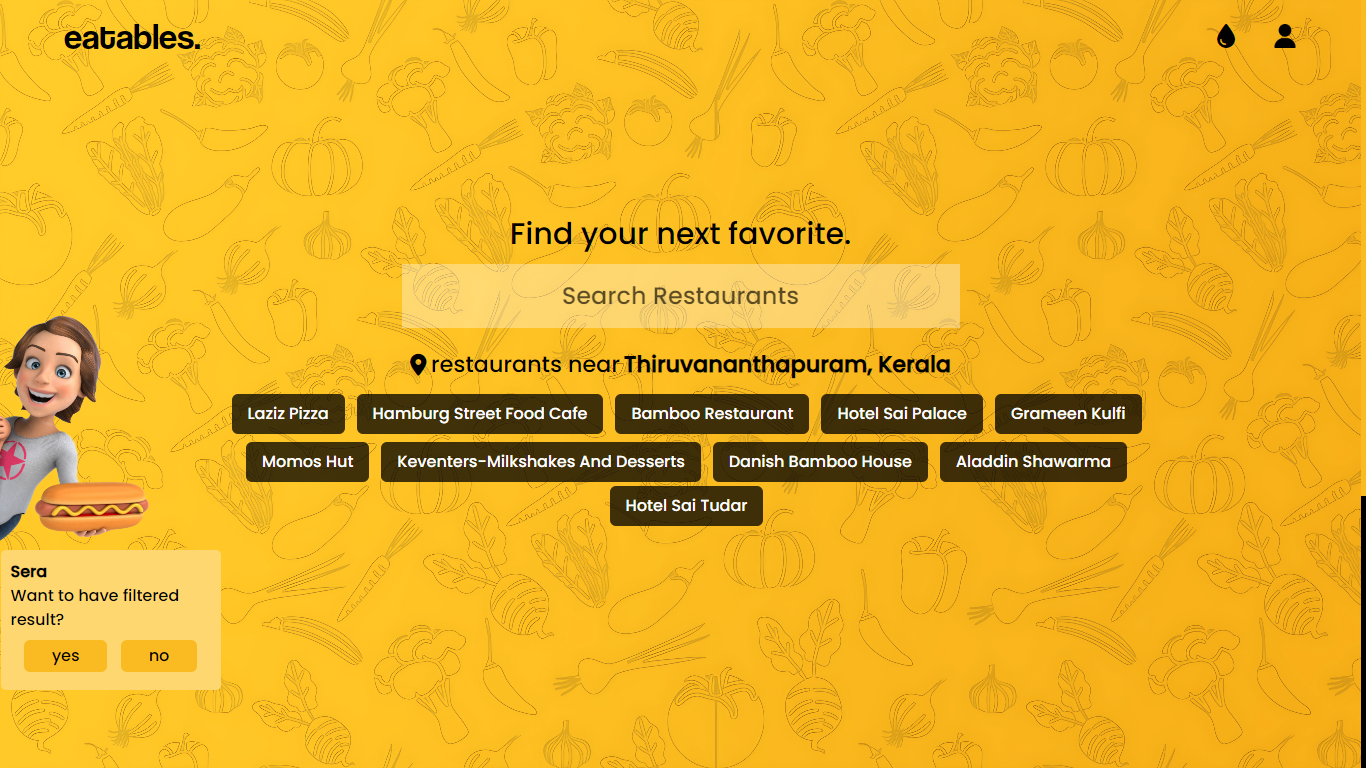 eatables.
Find your next favorite.
Search Restaurants
restaurants near Thiruvananthapuram, Kerala
Laziz Pizza Hamburg Street Food Cafe Bamboo Restaurant Hotel Sai Palace Grameen Kulfi
Momos Hut Keventers-Milkshakes And Desserts Danish Bamboo House Aladdin Shawarma
Hotel Sai Tudar
Sera
Want to have filtered
result?
yes no